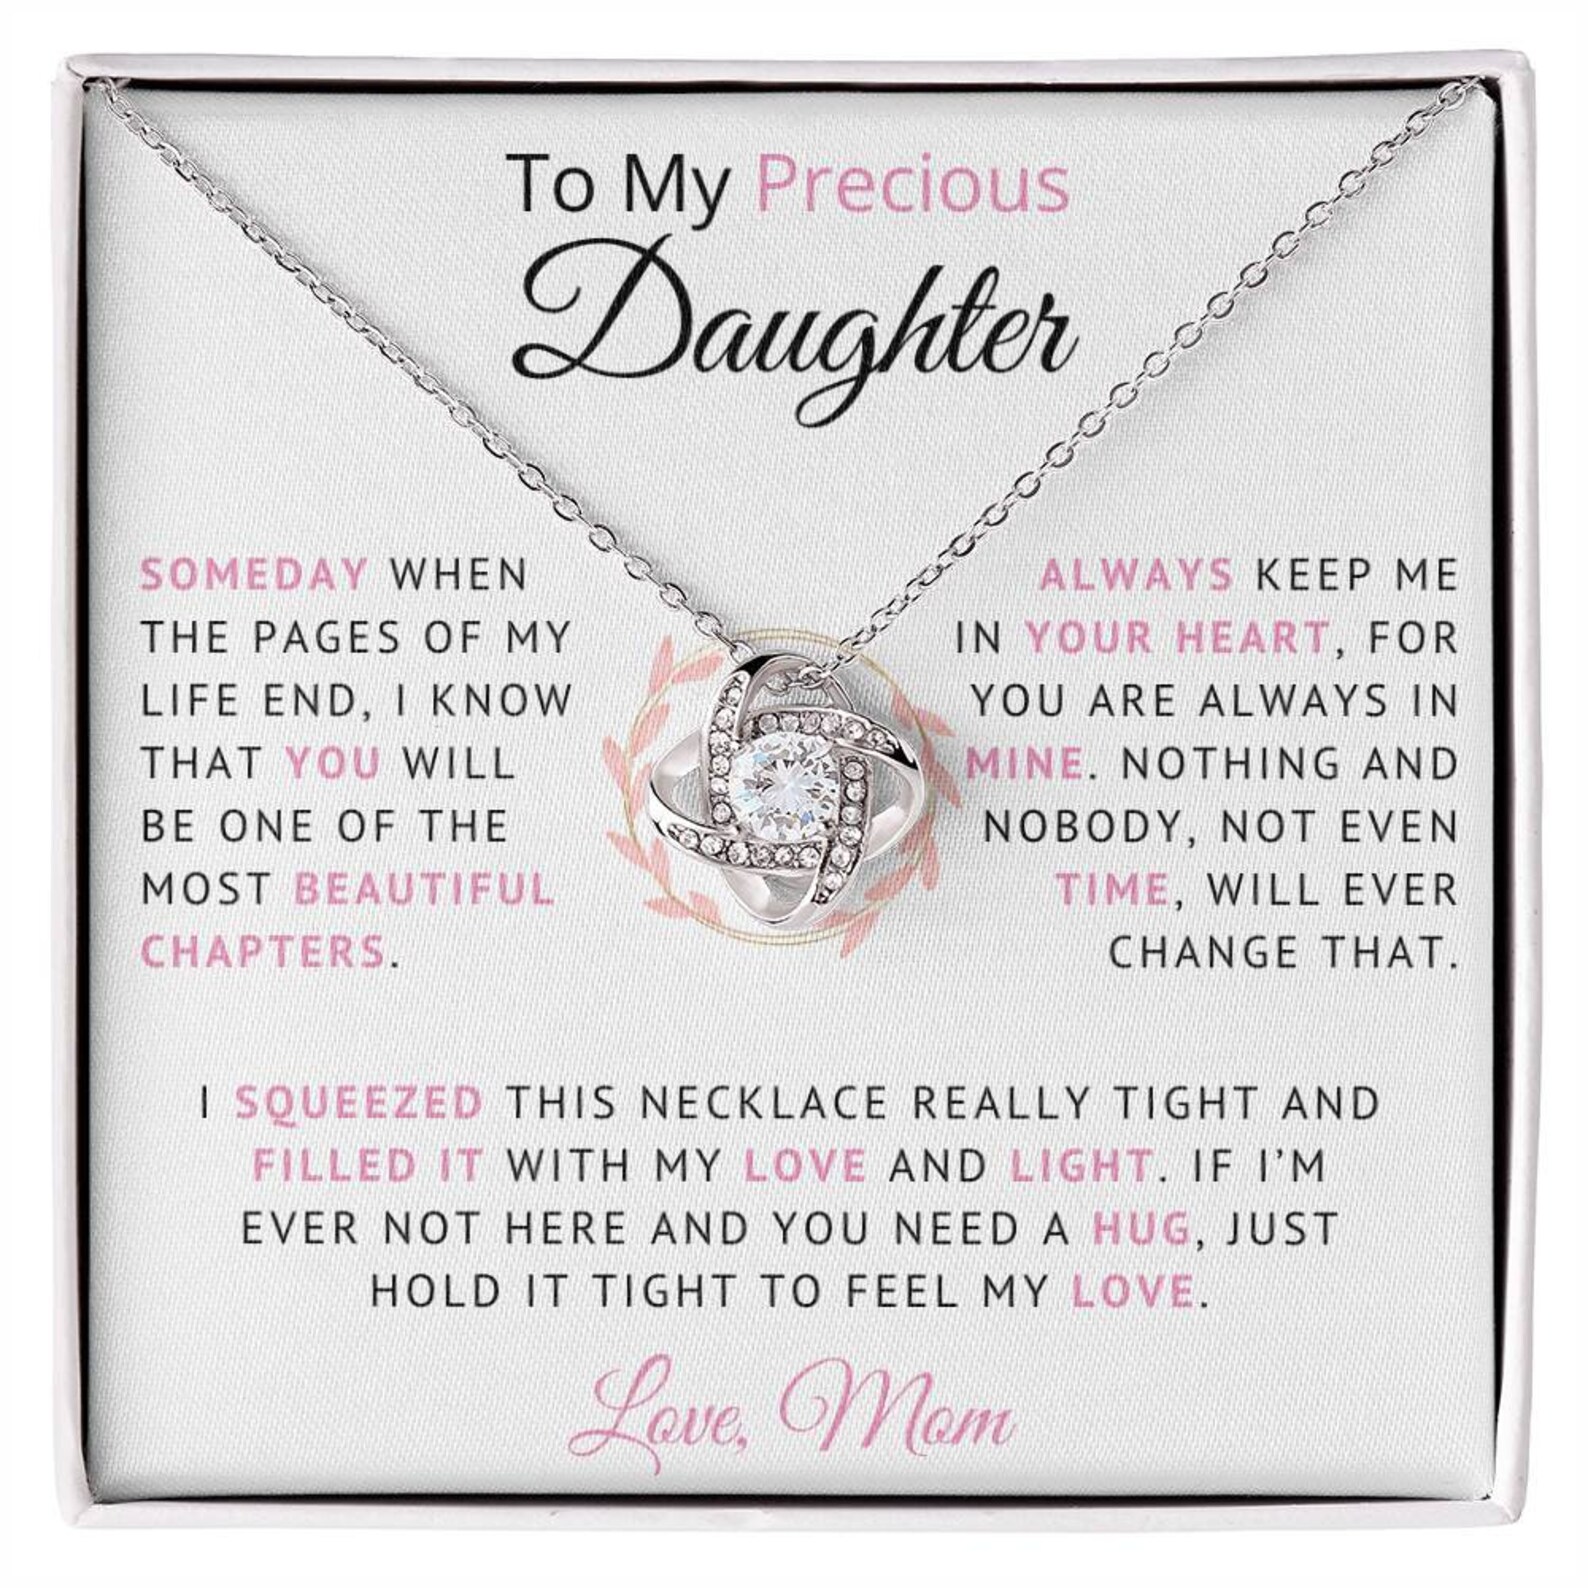 To My Precious
Daughter
SOMEDAY WHEN
THE PAGES OF MY
LIFE END, I KNOW
THAT YOU WILL
BE ONE OF THE
MOST BEAUTIFUL
CHAPTERS.
ALWAYS KEEP ME
IN YOUR HEART, FOR
YOU ARE ALWAYS IN
MINE. NOTHING AND
NOBODY, NOT EVEN
TIME, WILL EVER
CHANGE THAT.
I SQUEEZED THIS NECKLACE REALLY TIGHT AND
FILLED IT WITH MY LOVE AND LIGHT. IF I'M
EVER NOT HERE AND YOU NEED A HUG, JUST
HOLD IT TIGHT TO FEEL MY LOVE.
Love, Mom